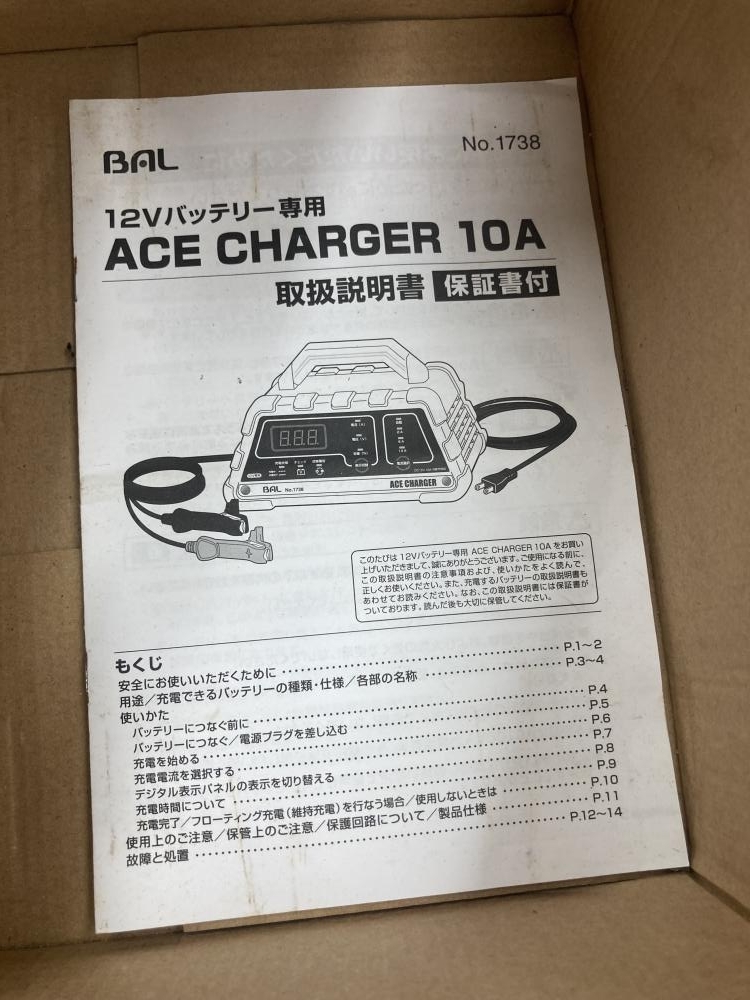 BAL
No.1738
12Vバッテリー専用
ACE CHARGER 10A
取扱説明書 保証書付
8.8.8.
BAL No.1738
ACE CHARGER
このたびは12Vバッテリー専用 ACE CHARGER 10Aをお買い
上げいただきまして、誠にありがとうございます。ご使用になる前に、
この取扱説明書の注意事項および、使いかたをよく読んで、
正しくお使いください。また、充電するバッテリーの取扱説明書も
あわせてお読みください。なお、この取扱説明書には保証書が
ついております。読んだ後も大切に保管してください。
もくじ
安全にお使いいただくために P.1～2
用途／充電できるバッテリーの種類・仕様／各部の名称 P.3～4
使いかた
バッテリーにつなぐ前に P.4
バッテリーにつなぐ／電源プラグを差し込む P.5
充電を始める P.6
充電電流を選択する P.7
デジタル表示パネルの表示を切り替える P.8
充電時間について P.9
充電完了／フローティング充電（維持充電）を行なう場合／使用しないときは P.10
使用上のご注意／保管上のご注意／保護回路について／製品仕様 P.11
故障と処置 P.12～14